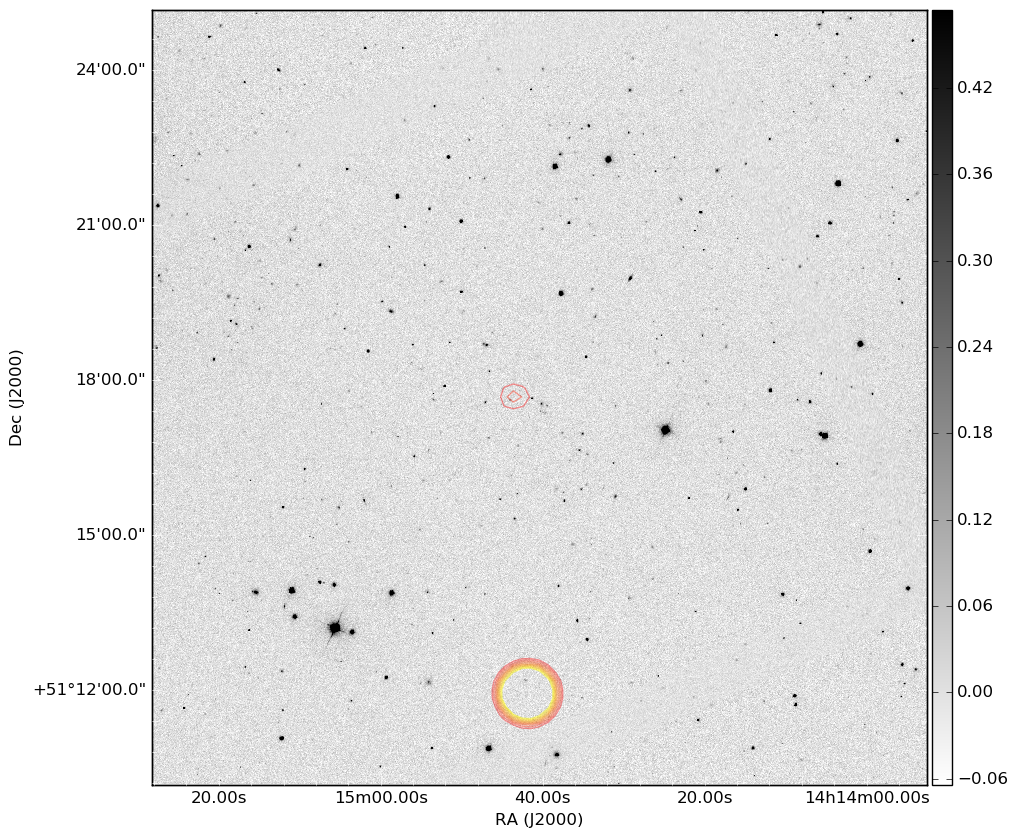 24'00.0"
21'00.0"
18'00.0"
15'00.0"
+51°12'00.0"
Dec (J2000)
20.00s
15m00.00s
40.00s
20.00s
14h14m00.00s
RA (J2000)
0.42
0.36
0.30
0.24
0.18
0.12
0.06
0.00
−0.06